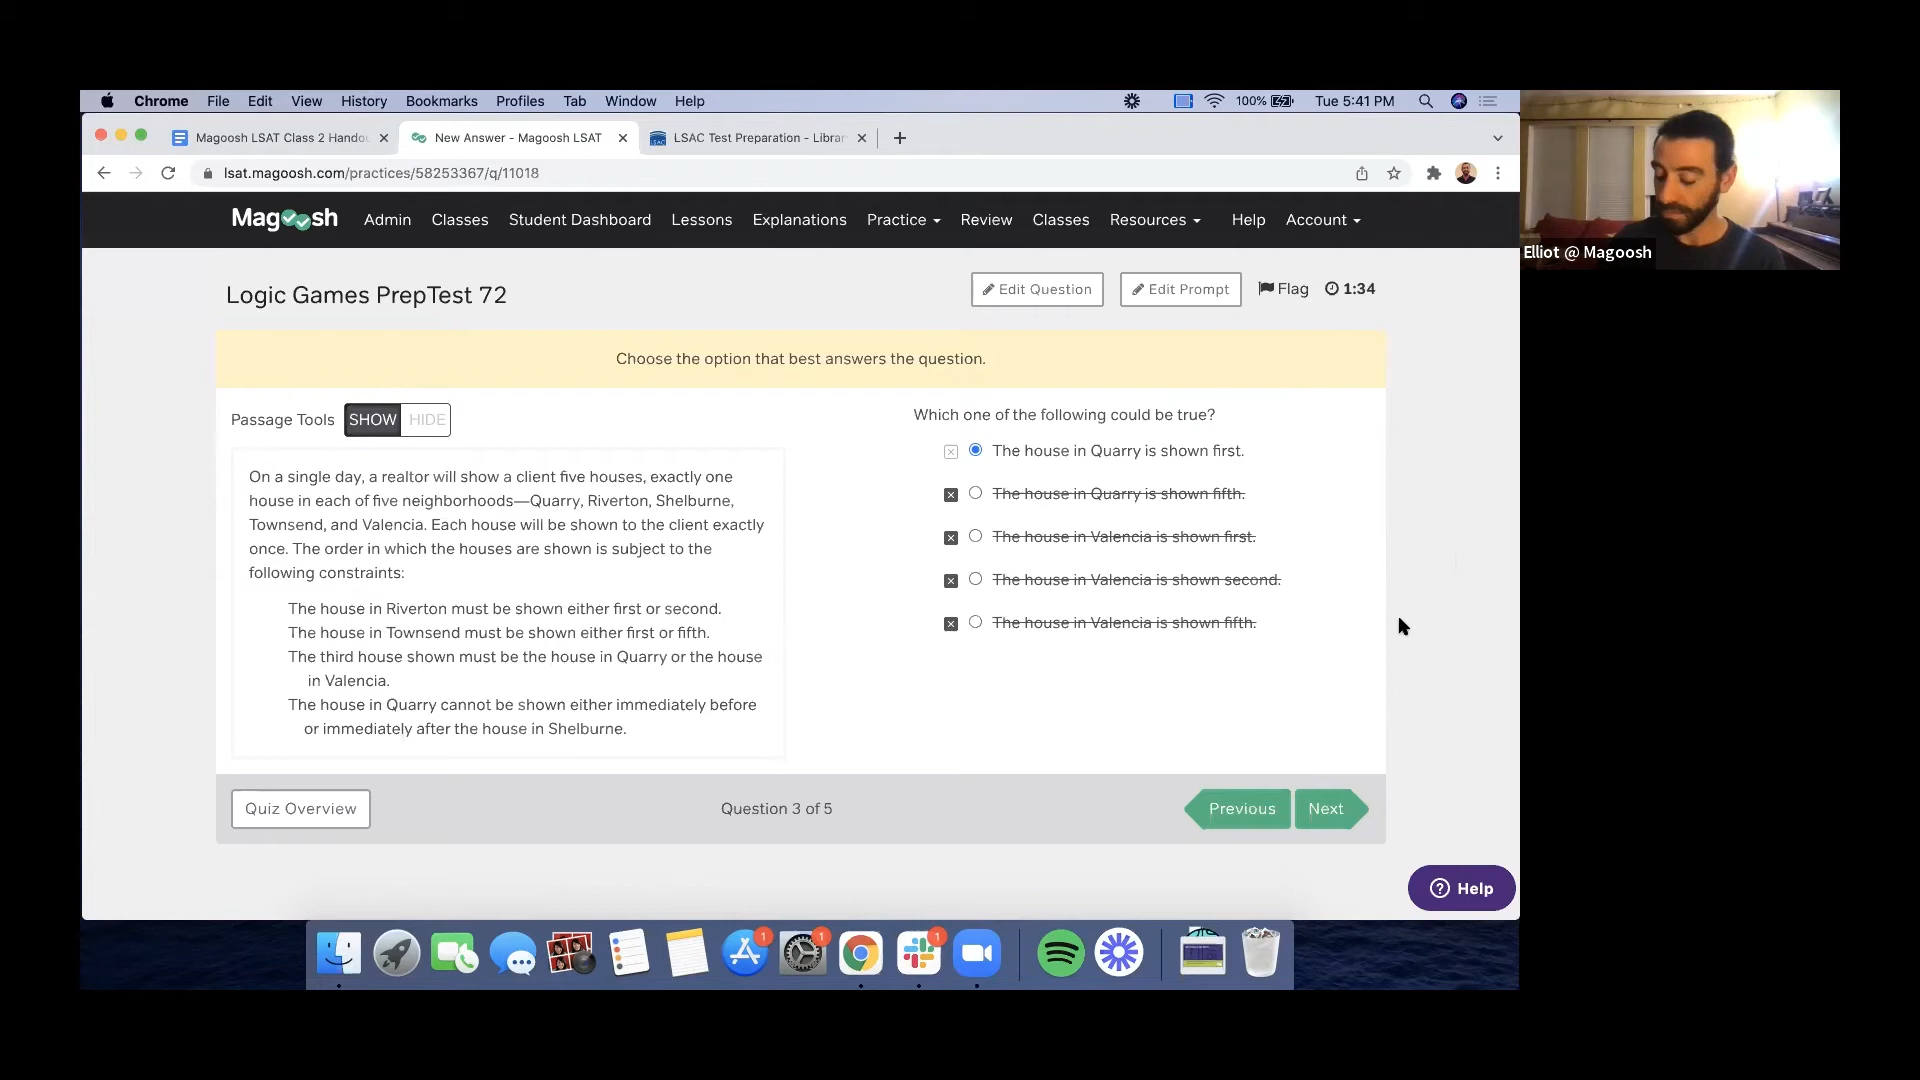 Chrome File Edit View History Bookmarks Profiles Tab Window Help 100% Tue 5:41 PM
Magoosh LSAT Class 2 Hando New Answer - Magoosh LSAT LSAC Test Preparation - Librar
lsat.magoosh.com/practices/58253367/q/11018
Magoosh Admin Classes Student Dashboard Lessons Explanations Practice Review Classes Resources Help Account
Elliot @ Magoosh
Logic Games PrepTest 72
Edit Question Edit Prompt Flag 1:34
Choose the option that best answers the question.
Passage Tools SHOW HIDE
On a single day, a realtor will show a client five houses, exactly one
house in each of five neighborhoods—Quarry, Riverton, Shelburne,
Townsend, and Valencia. Each house will be shown to the client exactly
once. The order in which the houses are shown is subject to the
following constraints:
The house in Riverton must be shown either first or second.
The house in Townsend must be shown either first or fifth.
The third house shown must be the house in Quarry or the house
in Valencia.
The house in Quarry cannot be shown either immediately before
or immediately after the house in Shelburne.
Which one of the following could be true?
The house in Quarry is shown first.
The house in Quarry is shown fifth.
The house in Valencia is shown first.
The house in Valencia is shown second.
The house in Valencia is shown fifth.
Quiz Overview Question 3 of 5 Previous Next
? Help
1 1 1